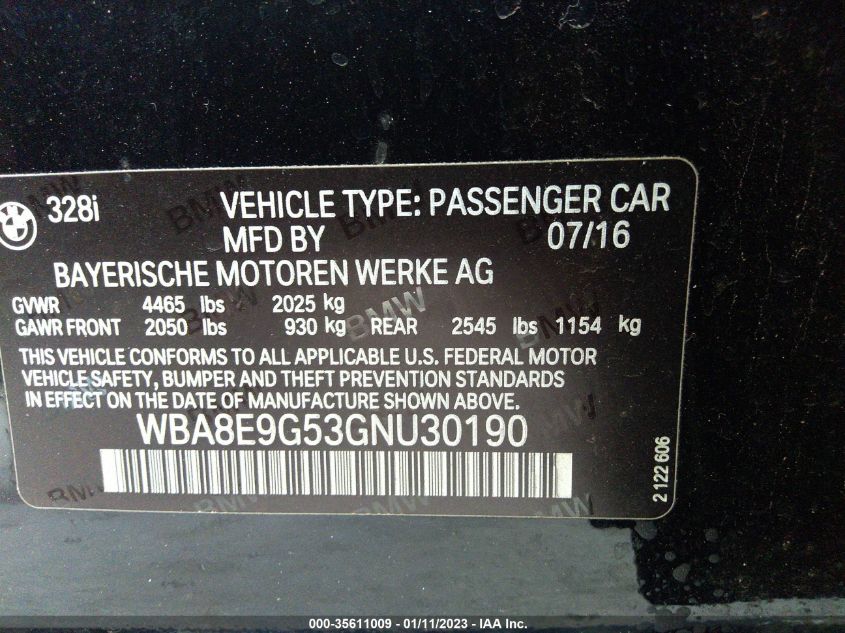 328i VEHICLE TYPE: PASSENGER CAR
MFD BY 07/16
BAYERISCHE MOTOREN WERKE AG
GVWR 4465 lbs 2025 kg
GAWR FRONT 2050 lbs 930 kg REAR 2545 lbs 1154 kg
THIS VEHICLE CONFORMS TO ALL APPLICABLE U.S. FEDERAL MOTOR
VEHICLE SAFETY, BUMPER AND THEFT PREVENTION STANDARDS
IN EFFECT ON THE DATE OF MANUFACTURE SHOWN ABOVE.
WBA8E9G53GNU30190
2 122 606
000-35611009 - 01/11/2023 - IAA Inc.